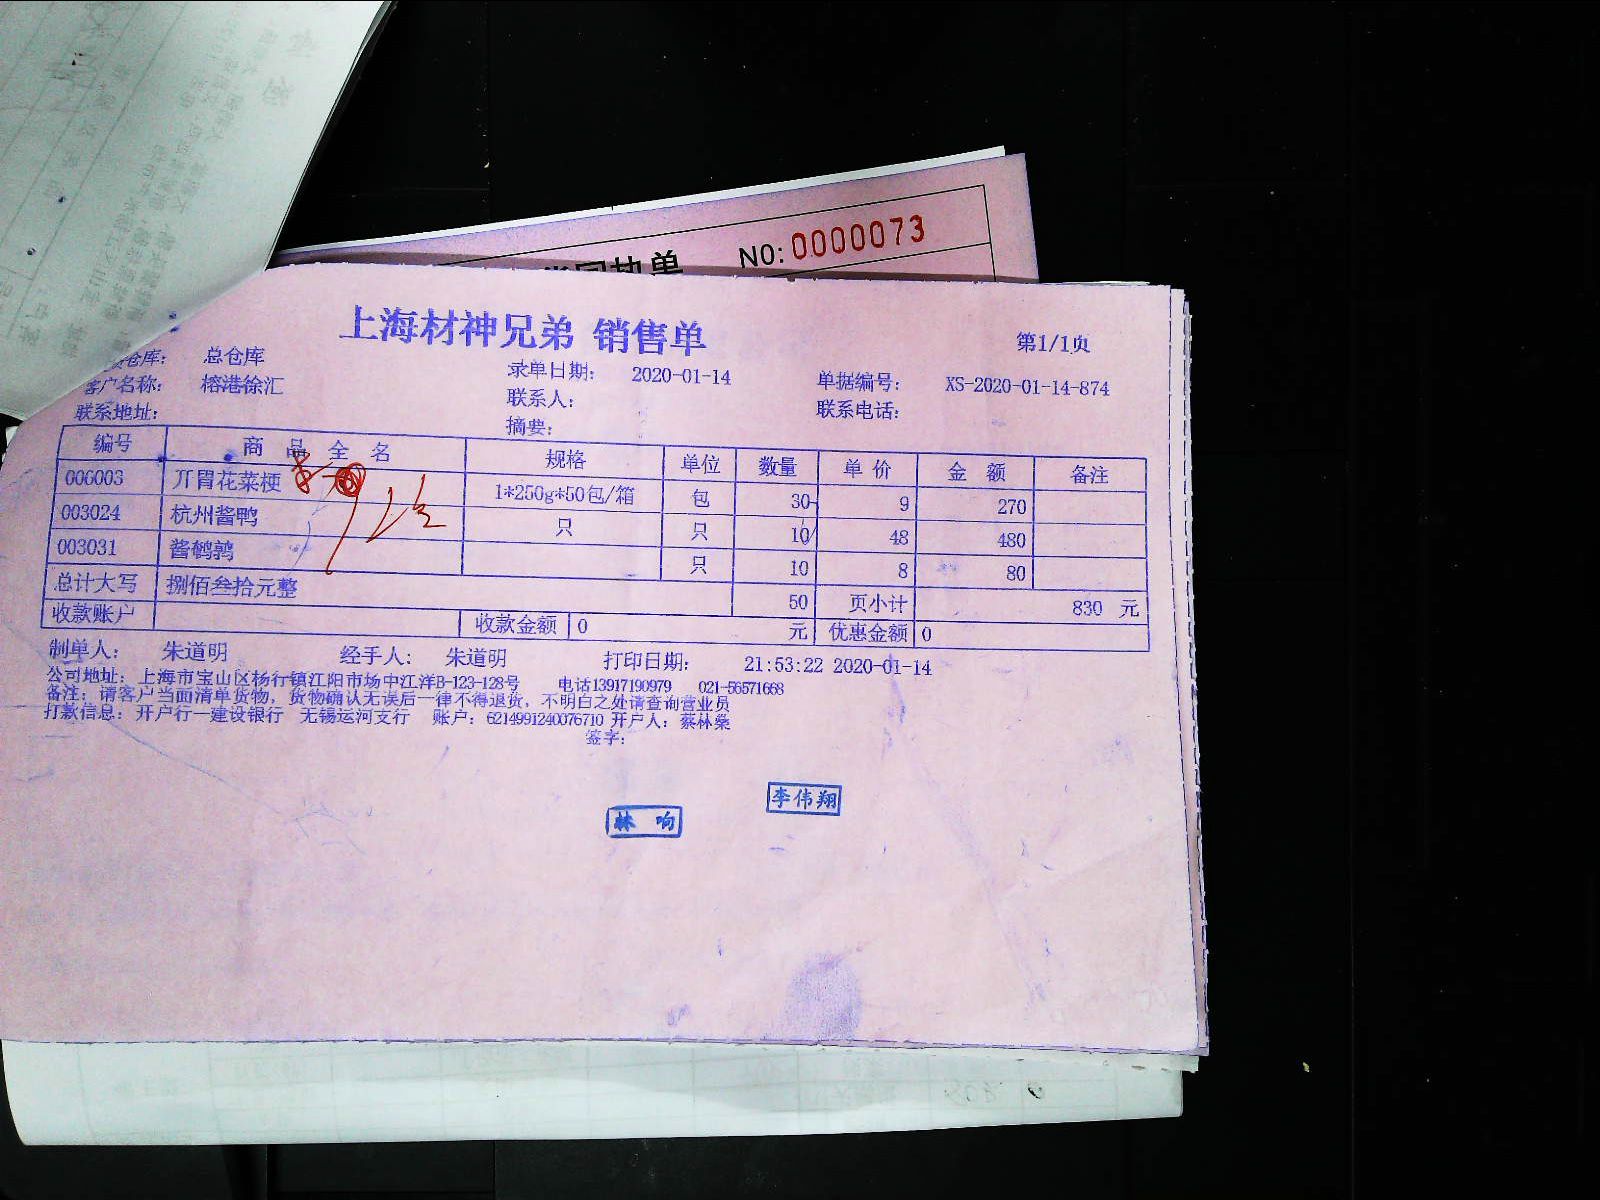 NO: 0000073
上海材神兄弟 销售单
第1/1页
仓库： 总仓库 录单日期： 2020-01-14 单据编号： XS-2020-01-14-874
客户名称： 榕港徐汇 联系人： 联系电话：
联系地址： 摘要：
编号 商 品 全 名 规格 单位 数量 单 价 金 额 备注
006003 开胃花菜梗 1*250g*50包/箱 包 30 9 270
003024 杭州酱鸭 只 只 10 48 480
003031 酱鹌鹑 只 10 8 80
总计大写 捌佰叁拾元整 50 页小计 830 元
收款账户 收款金额 0 元 优惠金额 0
制单人： 朱道明 经手人： 朱道明 打印日期： 21:53:22 2020-01-14
公司地址：上海市宝山区杨行镇江阳市场中江洋B-123-128号 电话13917190979 021-56571668
备注：请客户当面清单货物，货物确认无误后一律不得退货，不明白之处请查询营业员
打款信息：开户行一建设银行 无锡运河支行 账户：6214991240076710 开户人：蔡林燊
签字：
李伟翔
林 响